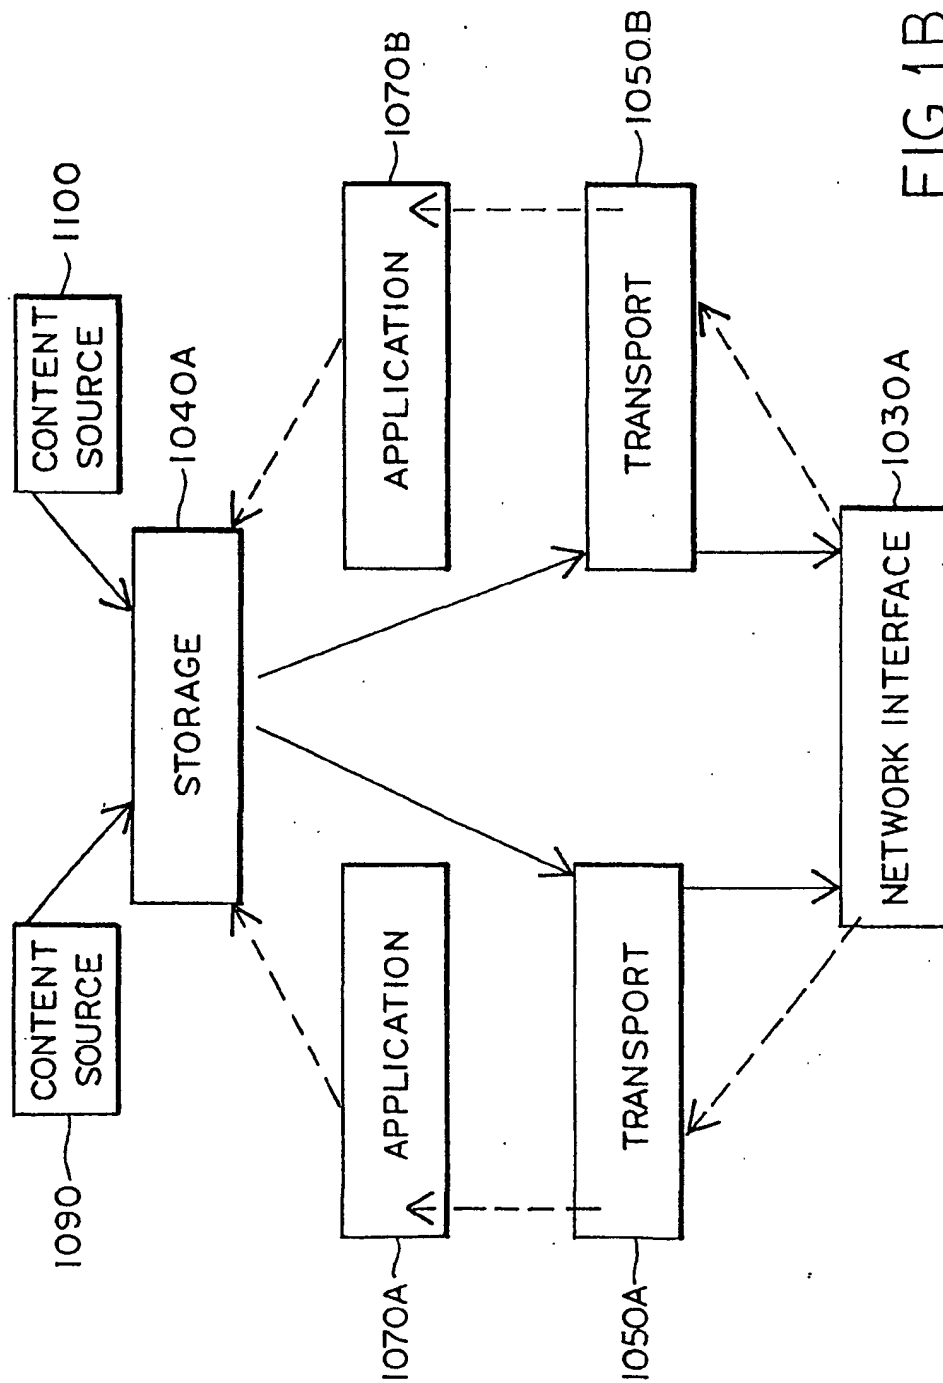 1090
CONTENT
SOURCE
CONTENT
SOURCE
1100
STORAGE
1040A
1070A
APPLICATION
APPLICATION
1070B
1050A
TRANSPORT
TRANSPORT
1050B
NETWORK INTERFACE
1030A
FIG 1B